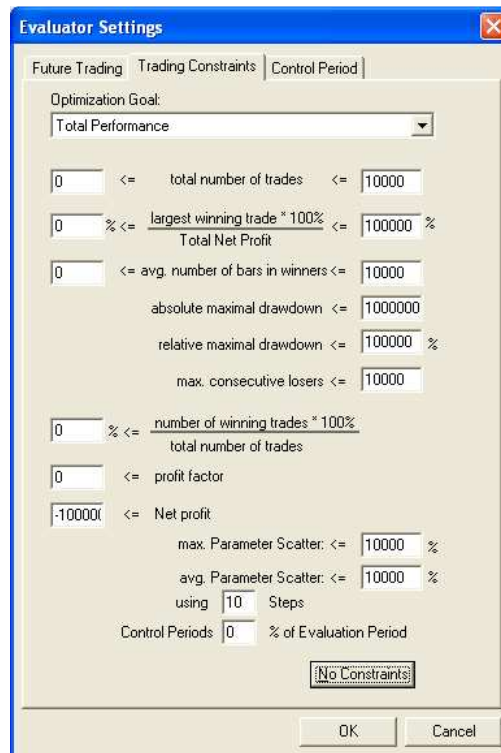 Evaluator Settings
Future Trading Trading Constraints Control Period
Optimization Goal:
Total Performance
0 <= total number of trades <= 10000
0 % <= largest winning trade * 100% <= 100000 %
Total Net Profit
0 <= avg. number of bars in winners <= 10000
absolute maximal drawdown <= 1000000
relative maximal drawdown <= 100000 %
max. consecutive losers <= 10000
0 % <= number of winning trades * 100%
total number of trades
0 <= profit factor
-10000( <= Net profit
max. Parameter Scatter: <= 10000 %
avg. Parameter Scatter: <= 10000 %
using 10 Steps
Control Periods 0 % of Evaluation Period
No Constraints
OK Cancel